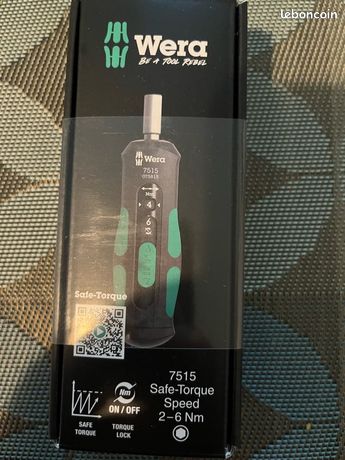 leboncoin
Wera
BE A TOOL REBEL
Wera
7515
Nm
4
6
Safe-Torque
7515
Safe-Torque
Speed
2–6 Nm
Nm
SAFE
TORQUE
ON / OFF
TORQUE
LOCK